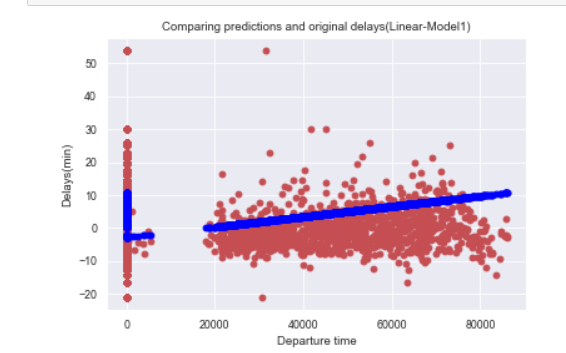 Comparing predictions and original delays(Linear-Model1)
Delays(min)
50
40
30
20
10
0
−10
−20
0 20000 40000 60000 80000
Departure time